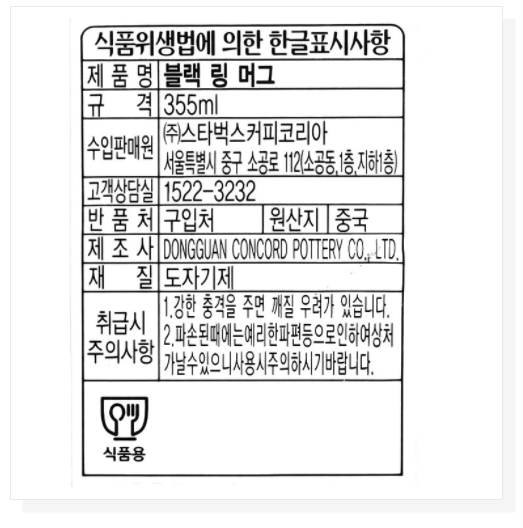 식품위생법에 의한 한글표시사항
제 품 명 블랙 링 머그
규 격 355ml
수입판매원 ㈜스타벅스커피코리아
서울특별시 중구 소공로 112(소공동,1층,지하1층)
고객상담실 1522-3232
반 품 처 구입처 원산지 중국
제 조 사 DONGGUAN CONCORD POTTERY CO., LTD.
재 질 도자기제
취급시 주의사항
1.강한 충격을 주면 깨질 우려가 있습니다.
2.파손된때에는예리한파편등으로인하여상처
가날수있으니사용시주의하시기바랍니다.
식품용